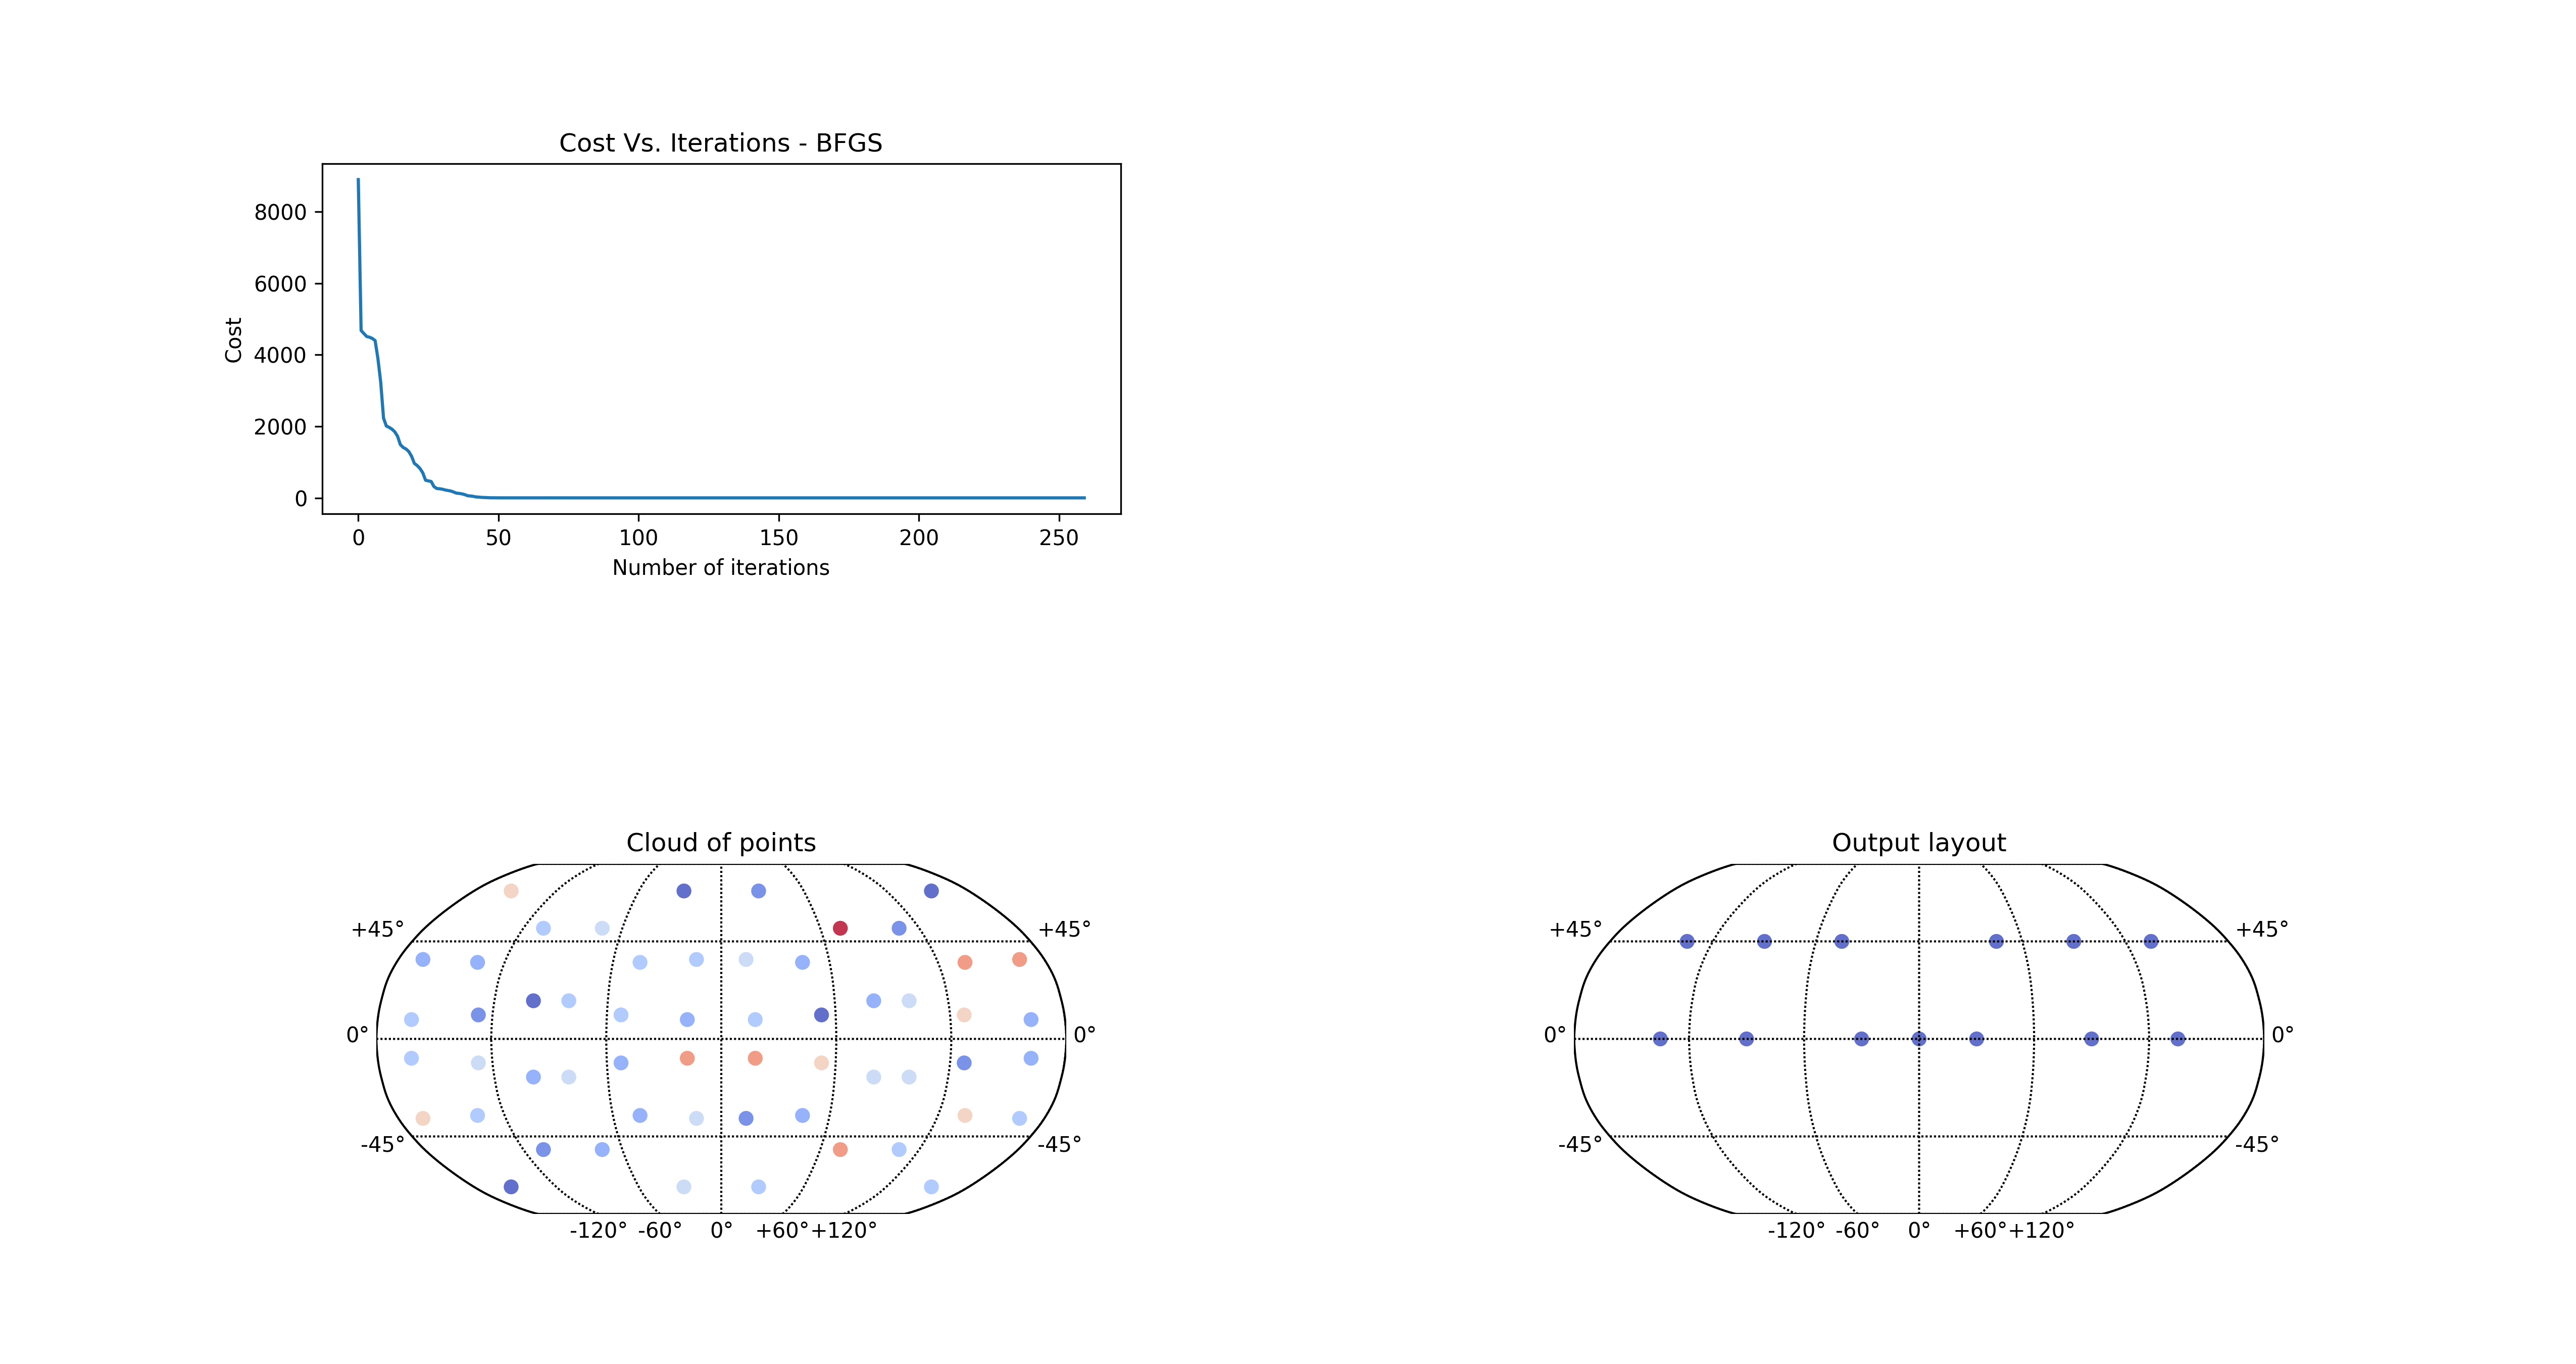 Cost Vs. Iterations - BFGS
8000
6000
4000
2000
0
Cost
0 50 100 150 200 250
Number of iterations
Cloud of points
+45° +45°
0° 0°
-45° -45°
-120° -60° 0° +60° +120°
Output layout
+45° +45°
0° 0°
-45° -45°
-120° -60° 0° +60° +120°